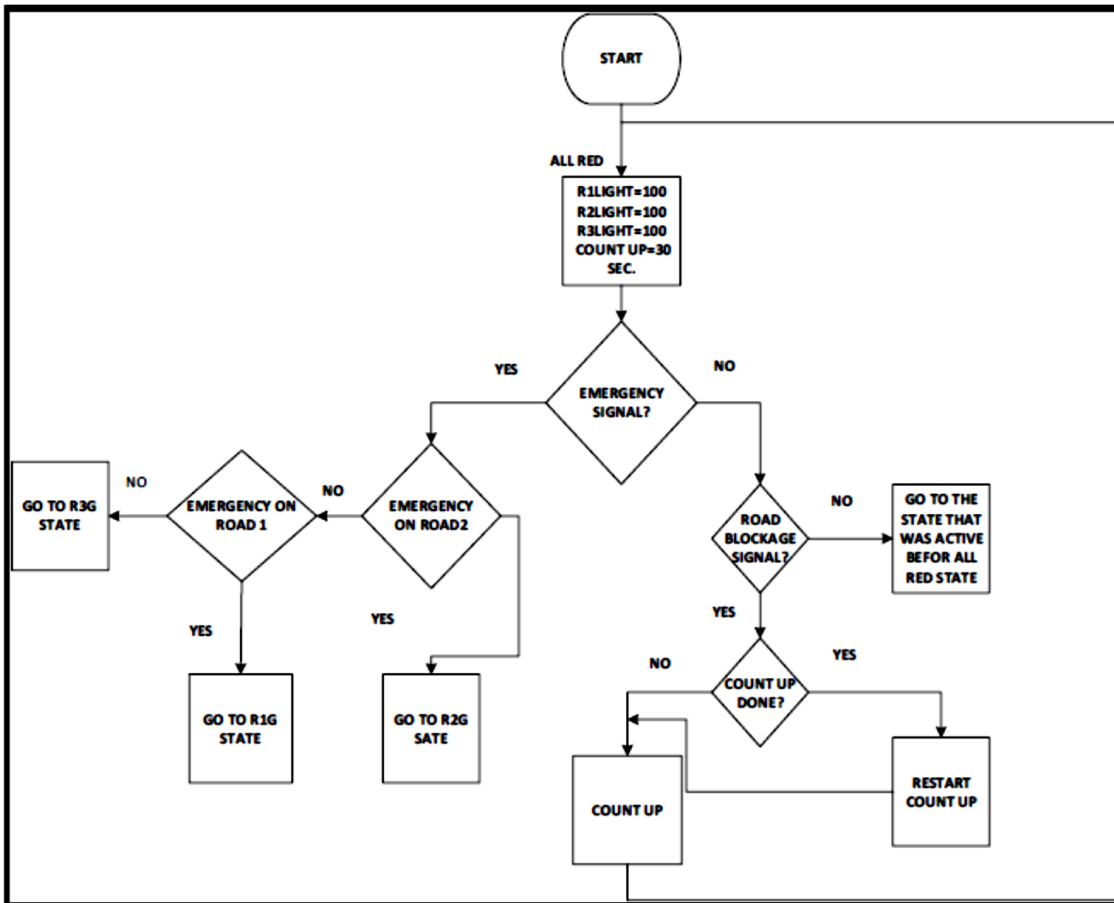 START
ALL RED
R1LIGHT=100
R2LIGHT=100
R3LIGHT=100
COUNT UP=30
SEC.
YES
NO
EMERGENCY
SIGNAL?
GO TO R3G
STATE
NO
EMERGENCY ON
ROAD 1
NO
EMERGENCY
ON ROAD2
ROAD
BLOCKAGE
SIGNAL?
NO
GO TO THE
STATE THAT
WAS ACTIVE
BEFOR ALL
RED STATE
YES
YES
YES
NO
YES
COUNT UP
DONE?
GO TO R1G
STATE
GO TO R2G
SATE
COUNT UP
RESTART
COUNT UP